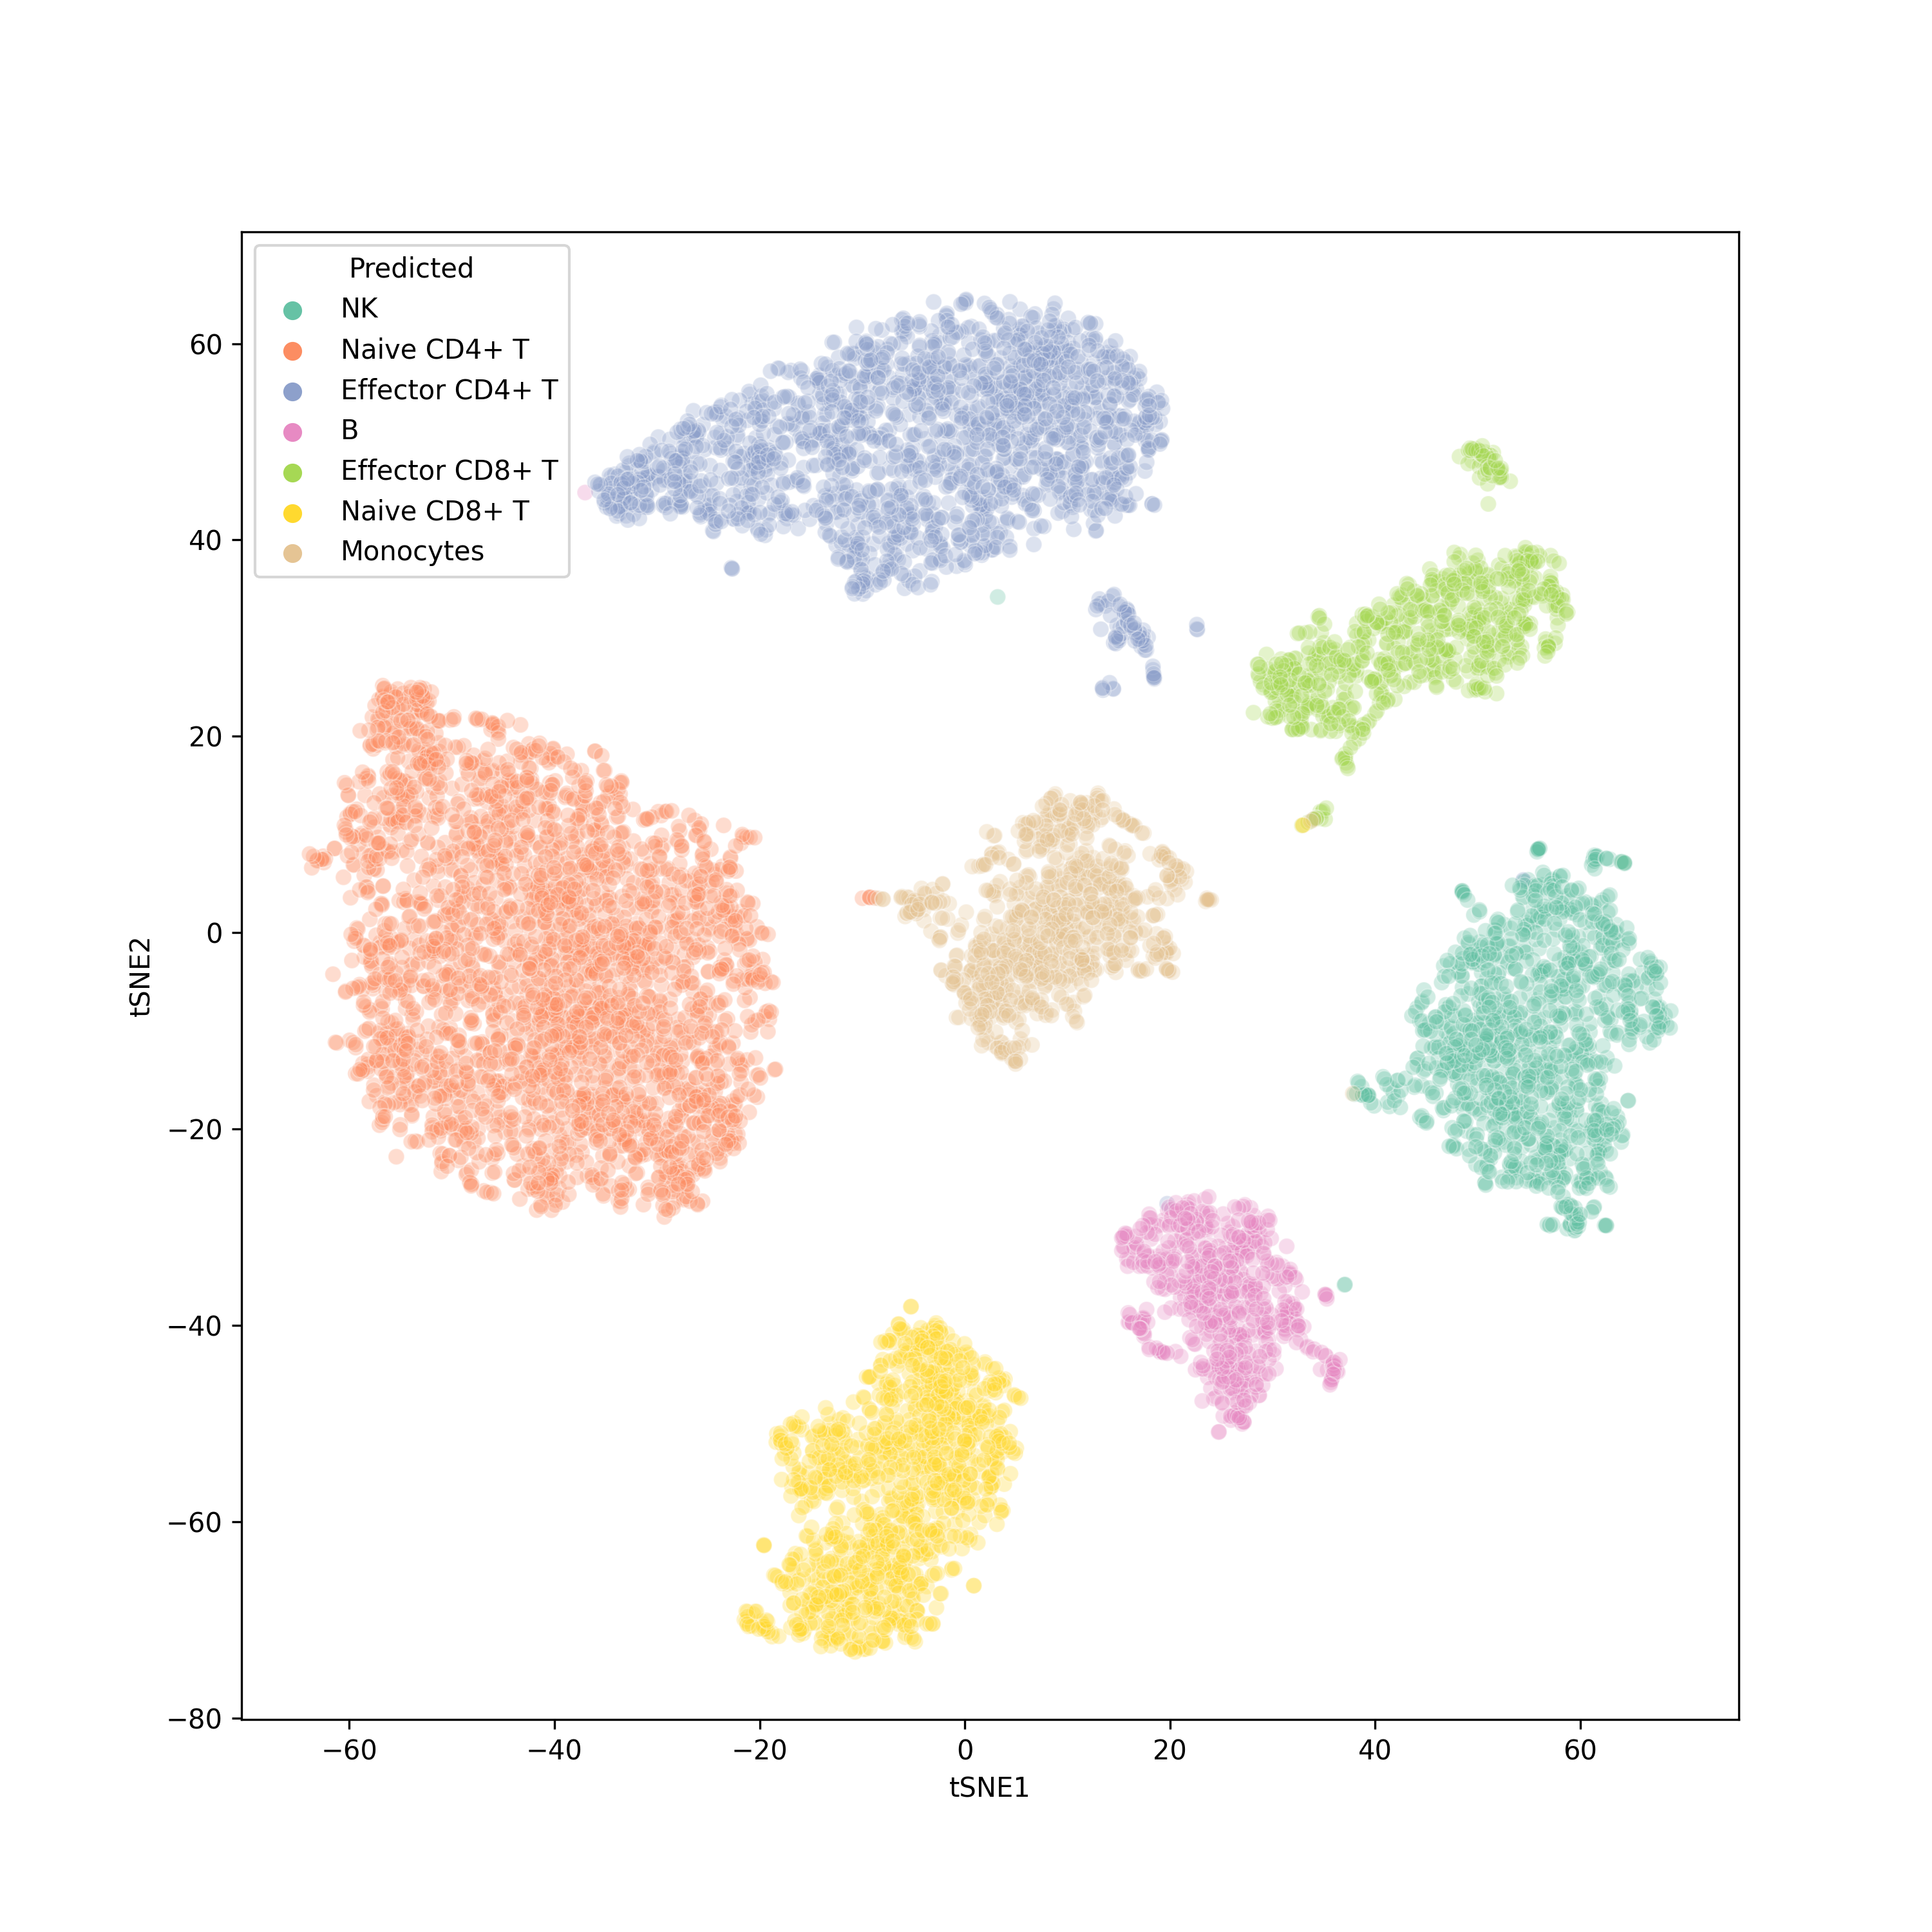 Predicted
NK
Naive CD4+ T
Effector CD4+ T
B
Effector CD8+ T
Naive CD8+ T
Monocytes
60
40
20
0
−20
−40
−60
−80
tSNE2
−60 −40 −20 0 20 40 60
tSNE1